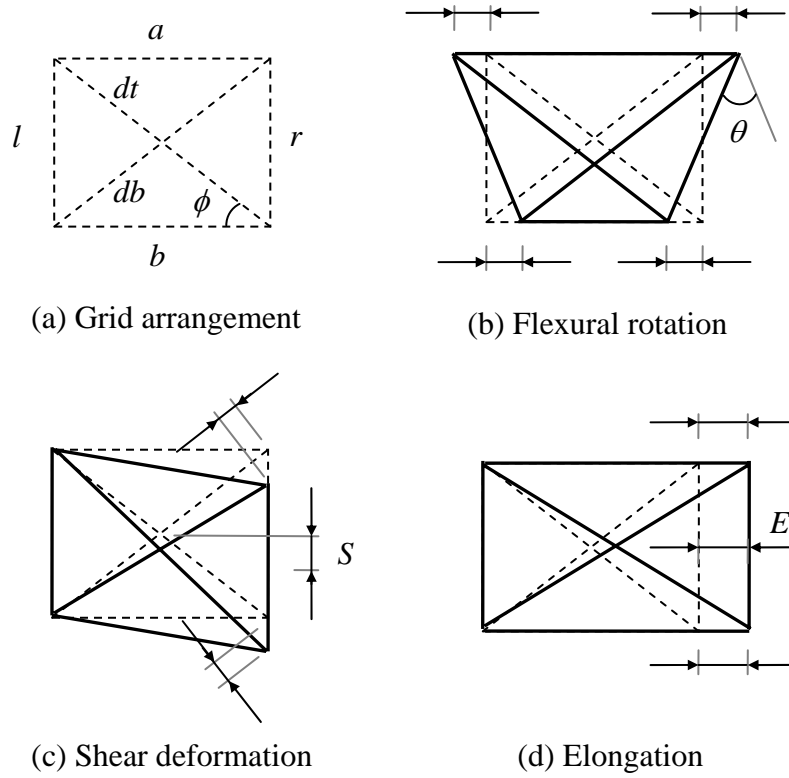 a
dt
l
r
db
ϕ
b
(a) Grid arrangement
θ
(b) Flexural rotation
S
(c) Shear deformation
E
(d) Elongation